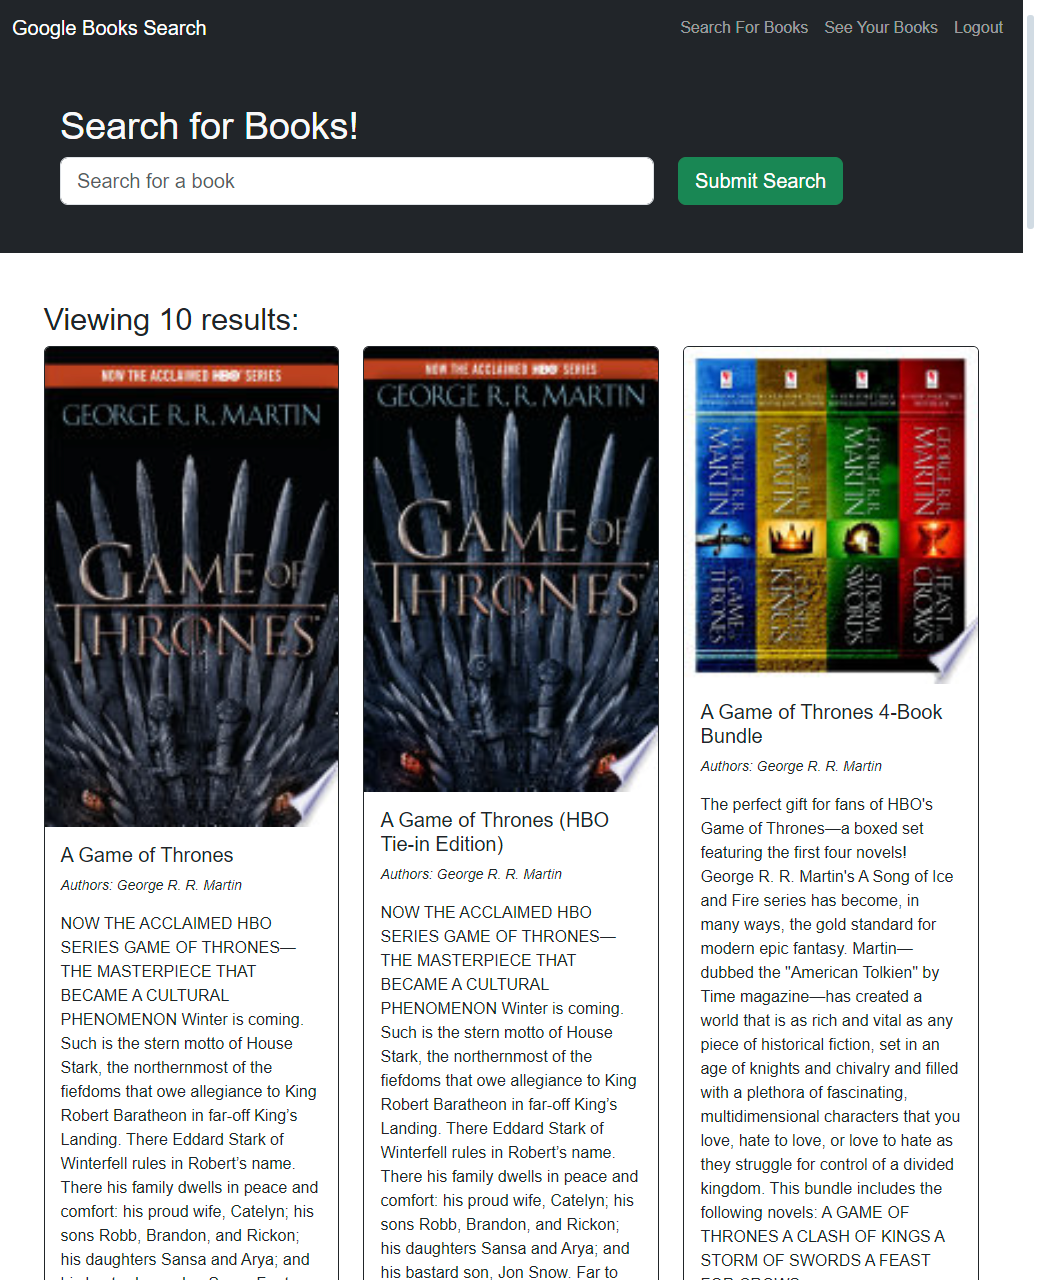 Google Books Search
Search For Books
See Your Books
Logout
Search for Books!
Search for a book
Submit Search
Viewing 10 results:
NOW THE ACCLAIMED HBO SERIES
GEORGE R. R. MARTIN
GAME OF
THRONES
A Game of Thrones
Authors: George R. R. Martin
NOW THE ACCLAIMED HBO
SERIES GAME OF THRONES—
THE MASTERPIECE THAT
BECAME A CULTURAL
PHENOMENON Winter is coming.
Such is the stern motto of House
Stark, the northernmost of the
fiefdoms that owe allegiance to King
Robert Baratheon in far-off King’s
Landing. There Eddard Stark of
Winterfell rules in Robert’s name.
There his family dwells in peace and
comfort: his proud wife, Catelyn; his
sons Robb, Brandon, and Rickon;
his daughters Sansa and Arya; and
NOW THE ACCLAIMED HBO SERIES
GEORGE R. R. MARTIN
GAME OF
THRONES
A Game of Thrones (HBO
Tie-in Edition)
Authors: George R. R. Martin
NOW THE ACCLAIMED HBO
SERIES GAME OF THRONES—
THE MASTERPIECE THAT
BECAME A CULTURAL
PHENOMENON Winter is coming.
Such is the stern motto of House
Stark, the northernmost of the
fiefdoms that owe allegiance to King
Robert Baratheon in far-off King’s
Landing. There Eddard Stark of
Winterfell rules in Robert’s name.
There his family dwells in peace and
comfort: his proud wife, Catelyn; his
sons Robb, Brandon, and Rickon;
his daughters Sansa and Arya; and
his bastard son, Jon Snow. Far to
GEORGE R.R.
MARTIN
GAME OF
THRONES
GEORGE R.R.
MARTIN
KINGS
GEORGE R.R.
MARTIN
STORM
SWORDS
GEORGE R.R.
MARTIN
FEAST
CROWS
A Game of Thrones 4-Book
Bundle
Authors: George R. R. Martin
The perfect gift for fans of HBO's
Game of Thrones—a boxed set
featuring the first four novels!
George R. R. Martin's A Song of Ice
and Fire series has become, in
many ways, the gold standard for
modern epic fantasy. Martin—
dubbed the "American Tolkien" by
Time magazine—has created a
world that is as rich and vital as any
piece of historical fiction, set in an
age of knights and chivalry and filled
with a plethora of fascinating,
multidimensional characters that you
love, hate to love, or love to hate as
they struggle for control of a divided
kingdom. This bundle includes the
following novels: A GAME OF
THRONES A CLASH OF KINGS A
STORM OF SWORDS A FEAST